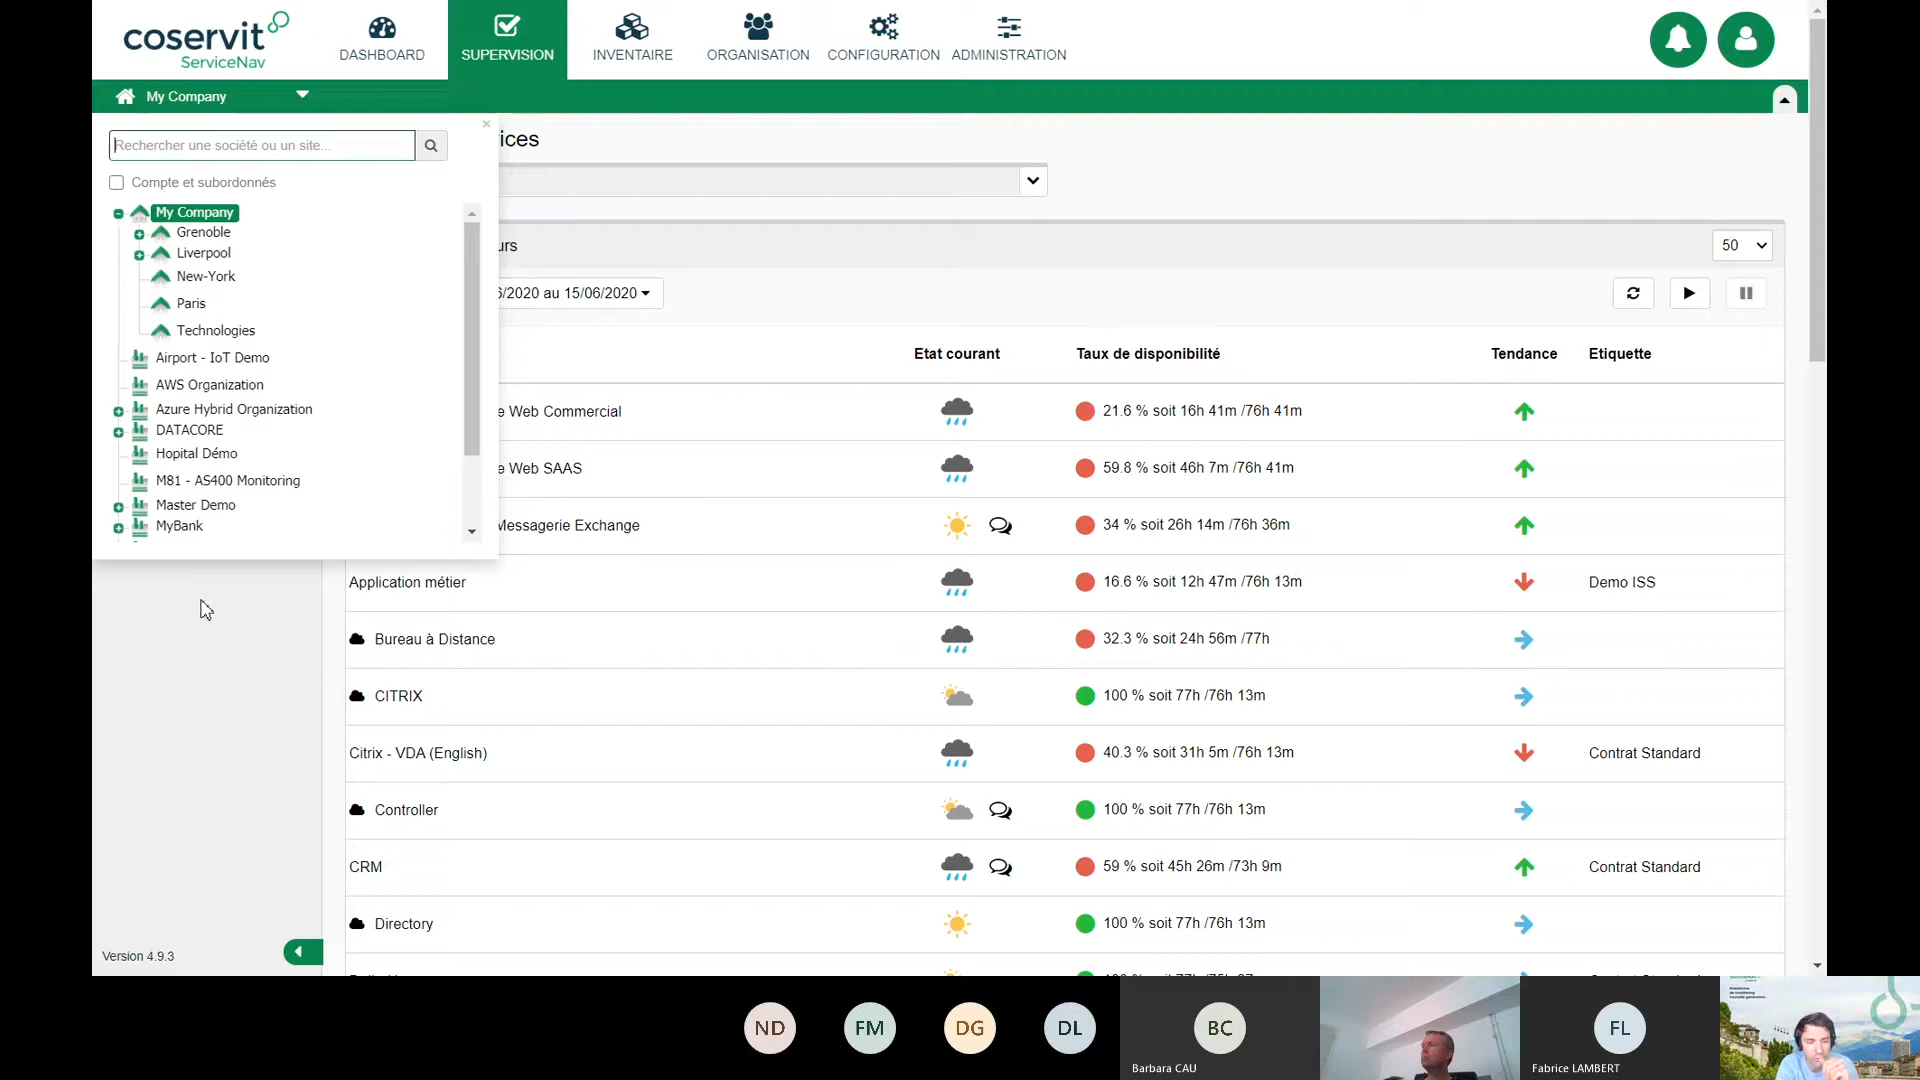 coservit
ServiceNav
DASHBOARD
SUPERVISION
INVENTAIRE
ORGANISATION
CONFIGURATION
ADMINISTRATION
My Company
Rechercher une société ou un site...
Compte et subordonnés
My Company
Grenoble
Liverpool
New-York
Paris
Technologies
Airport - IoT Demo
AWS Organization
Azure Hybrid Organization
DATACORE
Hopital Démo
M81 - AS400 Monitoring
Master Demo
MyBank
ices
urs
50
6/2020 au 15/06/2020
Etat courant Taux de disponibilité Tendance Etiquette
e Web Commercial 21.6 % soit 16h 41m /76h 41m
e Web SAAS 59.8 % soit 46h 7m /76h 41m
Messagerie Exchange 34 % soit 26h 14m /76h 36m
Application métier 16.6 % soit 12h 47m /76h 13m Demo ISS
Bureau à Distance 32.3 % soit 24h 56m /77h
CITRIX 100 % soit 77h /76h 13m
Citrix - VDA (English) 40.3 % soit 31h 5m /76h 13m Contrat Standard
Controller 100 % soit 77h /76h 13m
CRM 59 % soit 45h 26m /73h 9m Contrat Standard
Directory 100 % soit 77h /76h 13m
Version 4.9.3
ND
FM
DG
DL
BC
Barbara CAU
FL
Fabrice LAMBERT